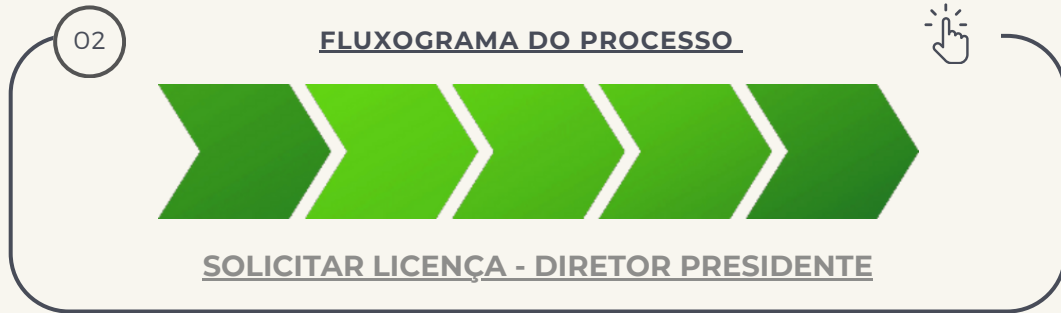 02
FLUXOGRAMA DO PROCESSO
SOLICITAR LICENÇA - DIRETOR PRESIDENTE